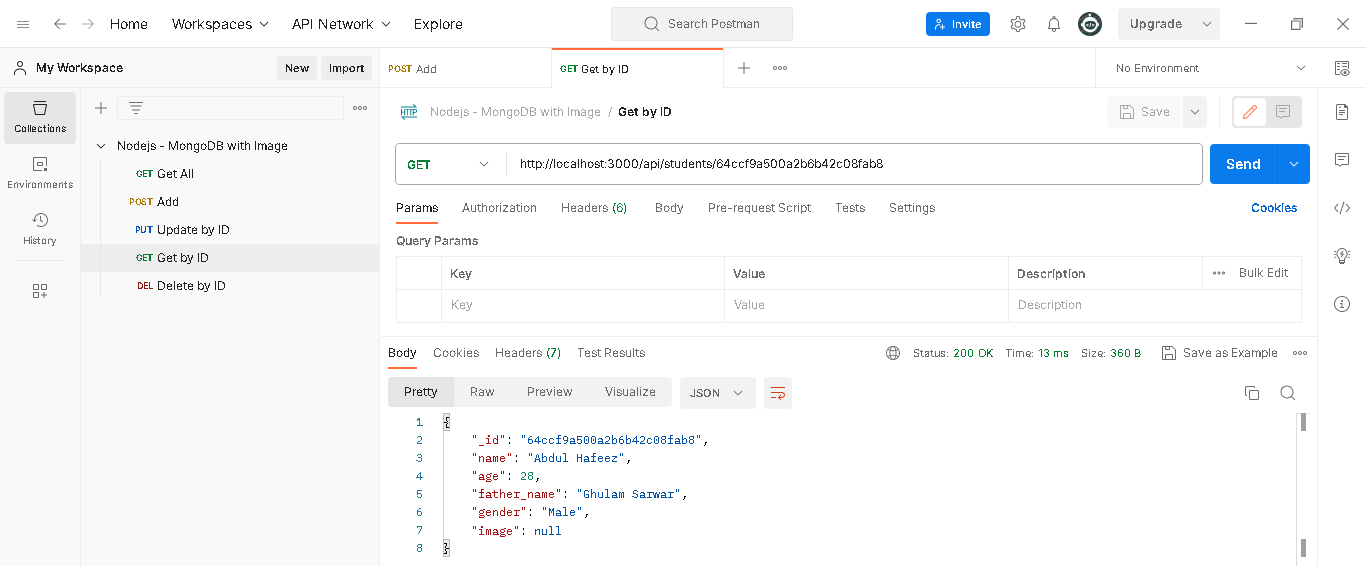 Home Workspaces API Network Explore Search Postman Invite Upgrade
My Workspace New Import POST Add GET Get by ID No Environment
Collections
Environments
History
Nodejs - MongoDB with Image
GET Get All
POST Add
PUT Update by ID
GET Get by ID
DEL Delete by ID
HTTP Nodejs - MongoDB with Image / Get by ID Save
GET http://localhost:3000/api/students/64ccf9a500a2b6b42c08fab8 Send
Params Authorization Headers (6) Body Pre-request Script Tests Settings Cookies
Query Params
Key Value Description Bulk Edit
Key Value Description
Body Cookies Headers (7) Test Results Status: 200 OK Time: 13 ms Size: 360 B Save as Example
Pretty Raw Preview Visualize JSON
1 {
2 "_id": "64ccf9a500a2b6b42c08fab8",
3 "name": "Abdul Hafeez",
4 "age": 28,
5 "father_name": "Ghulam Sarwar",
6 "gender": "Male",
7 "image": null
8 }